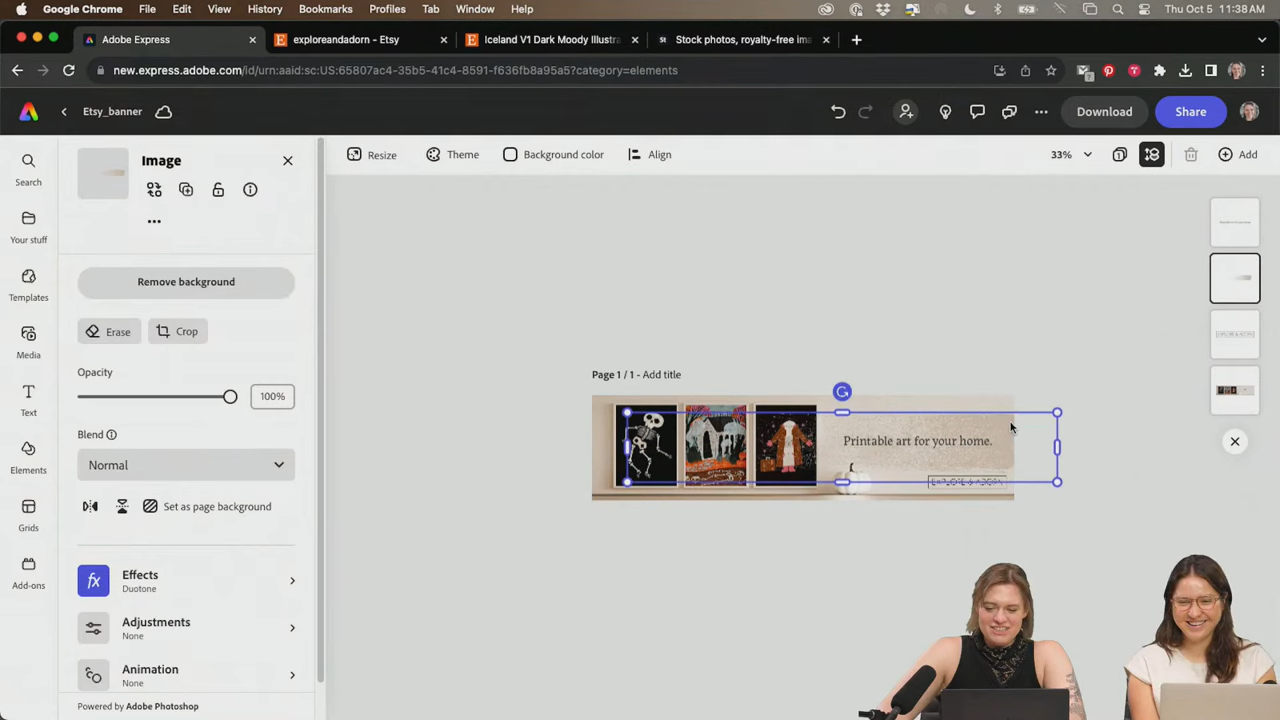 Google Chrome File Edit View History Bookmarks Profiles Tab Window Help Thu Oct 5 11:38AM
Adobe Express exploreandadorn - Etsy Iceland V1 Dark Moody Illustra Stock photos, royalty-free ima
new.express.adobe.com/id/urn:aaid:sc:US:65807ac4-35b5-41c4-8591-f636fb8a95a5?category=elements
Etsy_banner Download Share
Image Resize Theme Background color Align 33% Add
Search
Your stuff
Templates
Media
Text
Elements
Grids
Add-ons
Remove background
Erase Crop
Opacity
100%
Blend
Normal
Set as page background
Effects
Duotone
Adjustments
None
Animation
None
Powered by Adobe Photoshop
Page 1 / 1 - Add title
Printable art for your home.
EXPLORE & ADORN